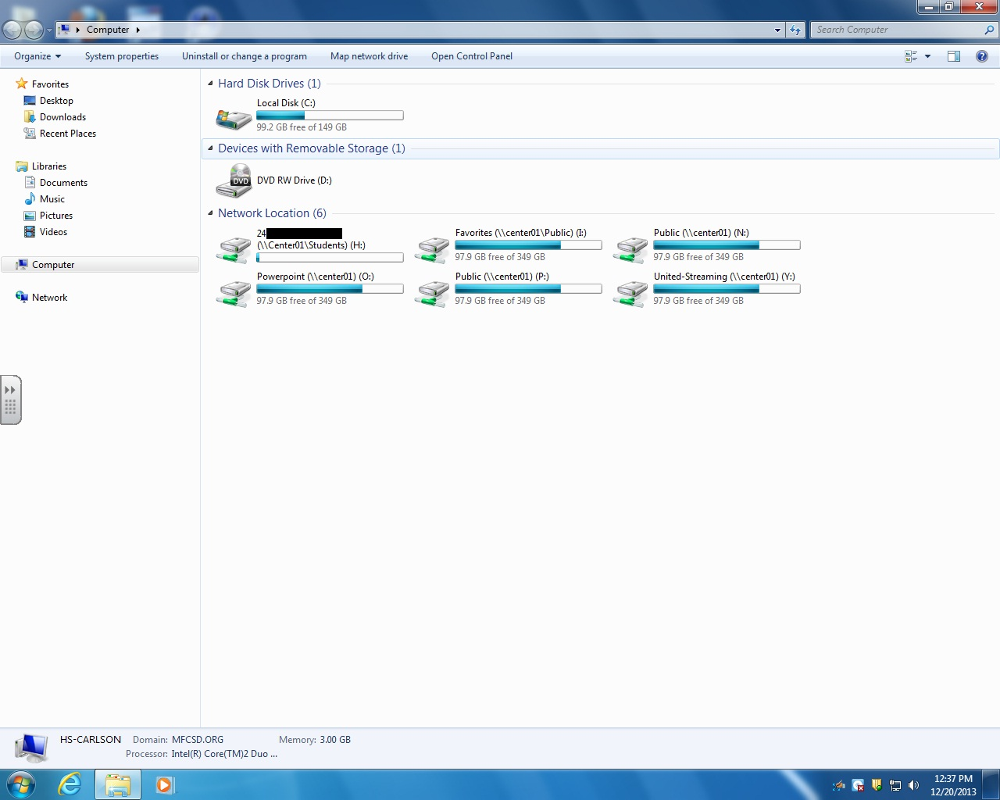 Computer
Search Computer
Organize
System properties
Uninstall or change a program
Map network drive
Open Control Panel
Favorites
Desktop
Downloads
Recent Places
Libraries
Documents
Music
Pictures
Videos
Computer
Network
Hard Disk Drives (1)
Local Disk (C:)
99.2 GB free of 149 GB
Devices with Removable Storage (1)
DVD
DVD RW Drive (D:)
Network Location (6)
24
(\\Center01\Students) (H:)
Favorites (\\center01\Public) (I:)
97.9 GB free of 349 GB
Public (\\center01) (N:)
97.9 GB free of 349 GB
Powerpoint (\\center01) (O:)
97.9 GB free of 349 GB
Public (\\center01) (P:)
97.9 GB free of 349 GB
United-Streaming (\\center01) (Y:)
97.9 GB free of 349 GB
HS-CARLSON Domain: MFCSD.ORG Memory: 3.00 GB
Processor: Intel(R) Core(TM)2 Duo ...
12:37 PM
12/20/2013